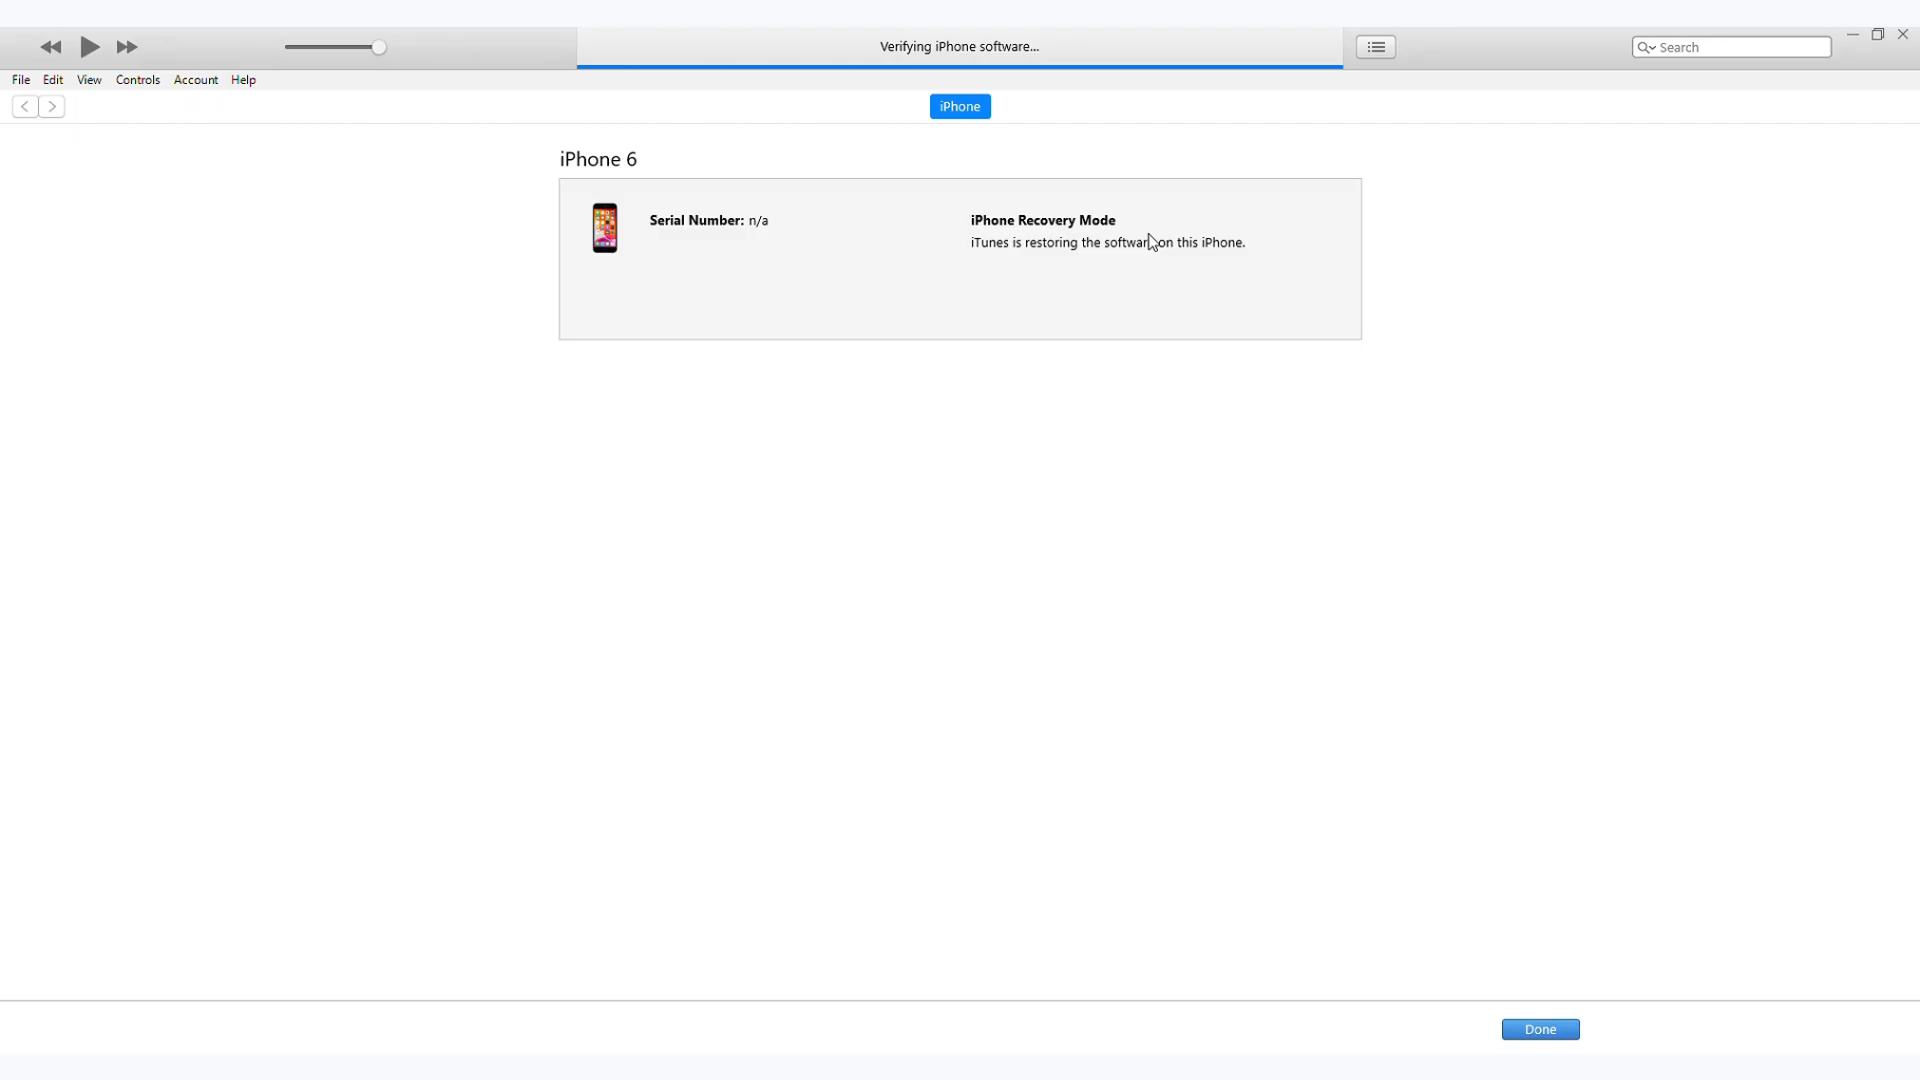 Verifying iPhone software...
Search
File Edit View Controls Account Help
iPhone
iPhone 6
Serial Number: n/a
iPhone Recovery Mode
iTunes is restoring the software on this iPhone.
Done